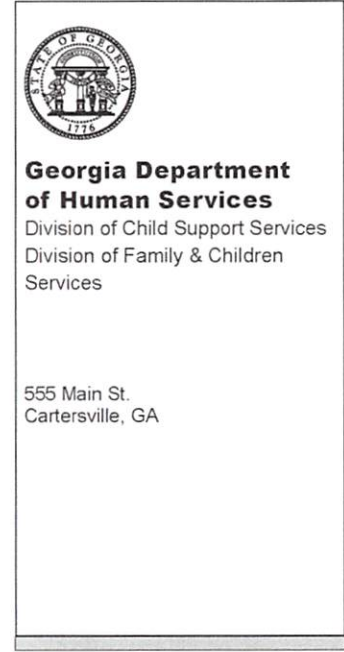 STATE OF GEORGIA
1776
Georgia Department
of Human Services
Division of Child Support Services
Division of Family & Children
Services
555 Main St.
Cartersville, GA